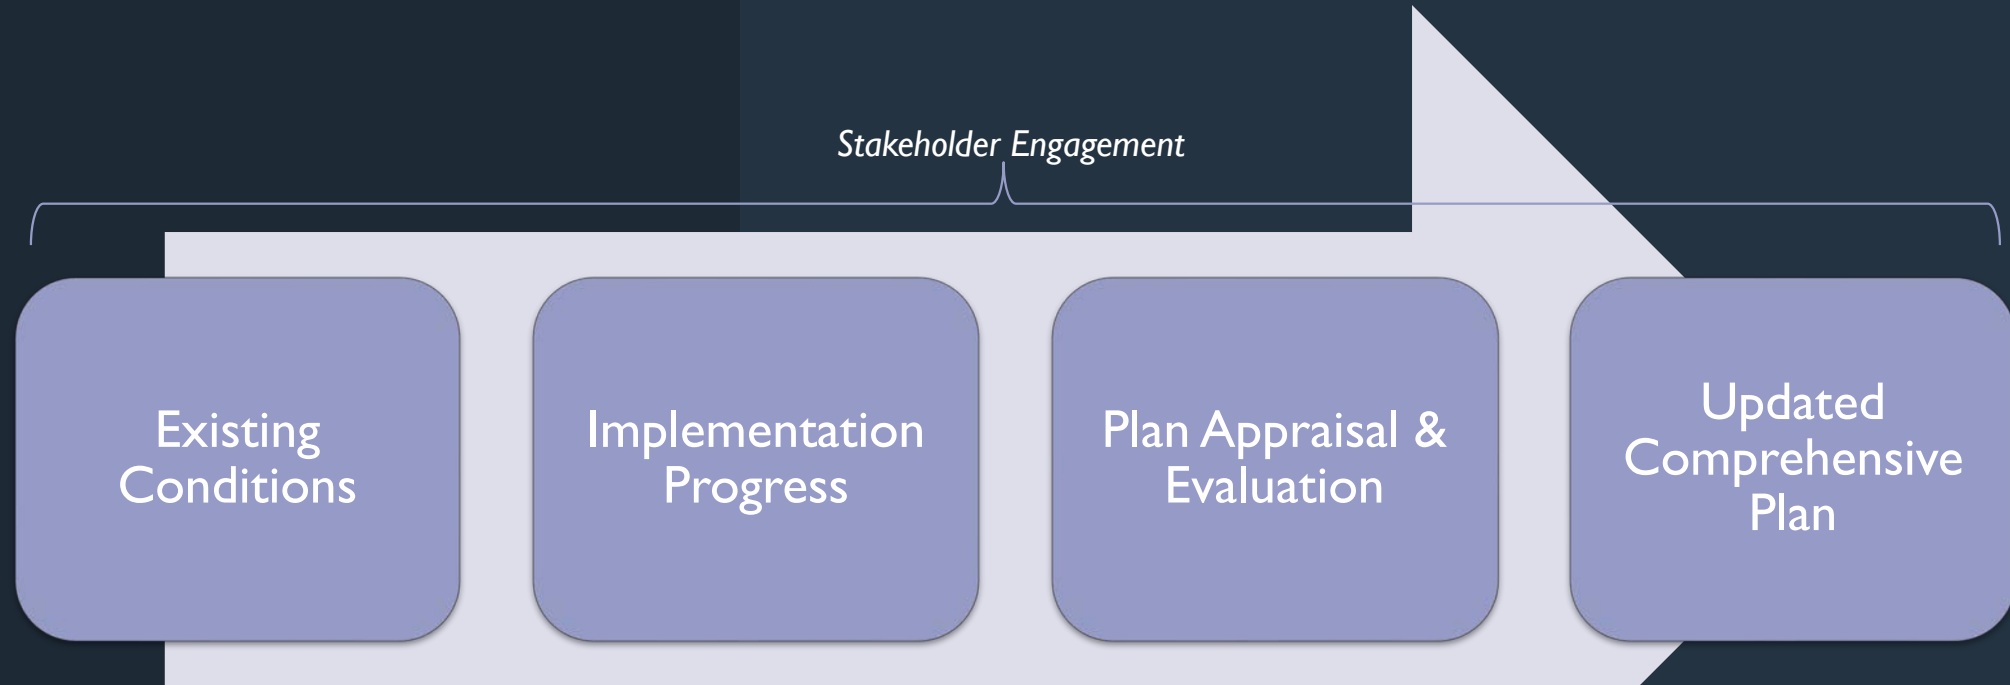 Stakeholder Engagement
Existing
Conditions
Implementation
Progress
Plan Appraisal &
Evaluation
Updated
Comprehensive
Plan